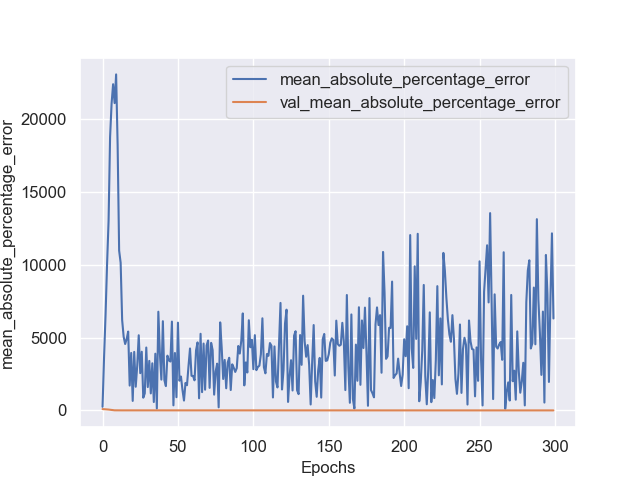 mean_absolute_percentage_error
val_mean_absolute_percentage_error
mean_absolute_percentage_error
20000
15000
10000
5000
0
0 50 100 150 200 250 300
Epochs